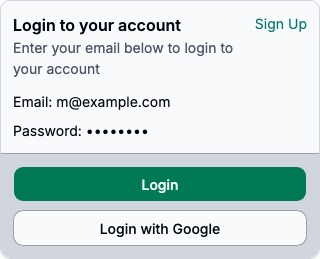 Login to your account
Sign Up
Enter your email below to login to
your account
Email: m@example.com
Password: ••••••••
Login
Login with Google